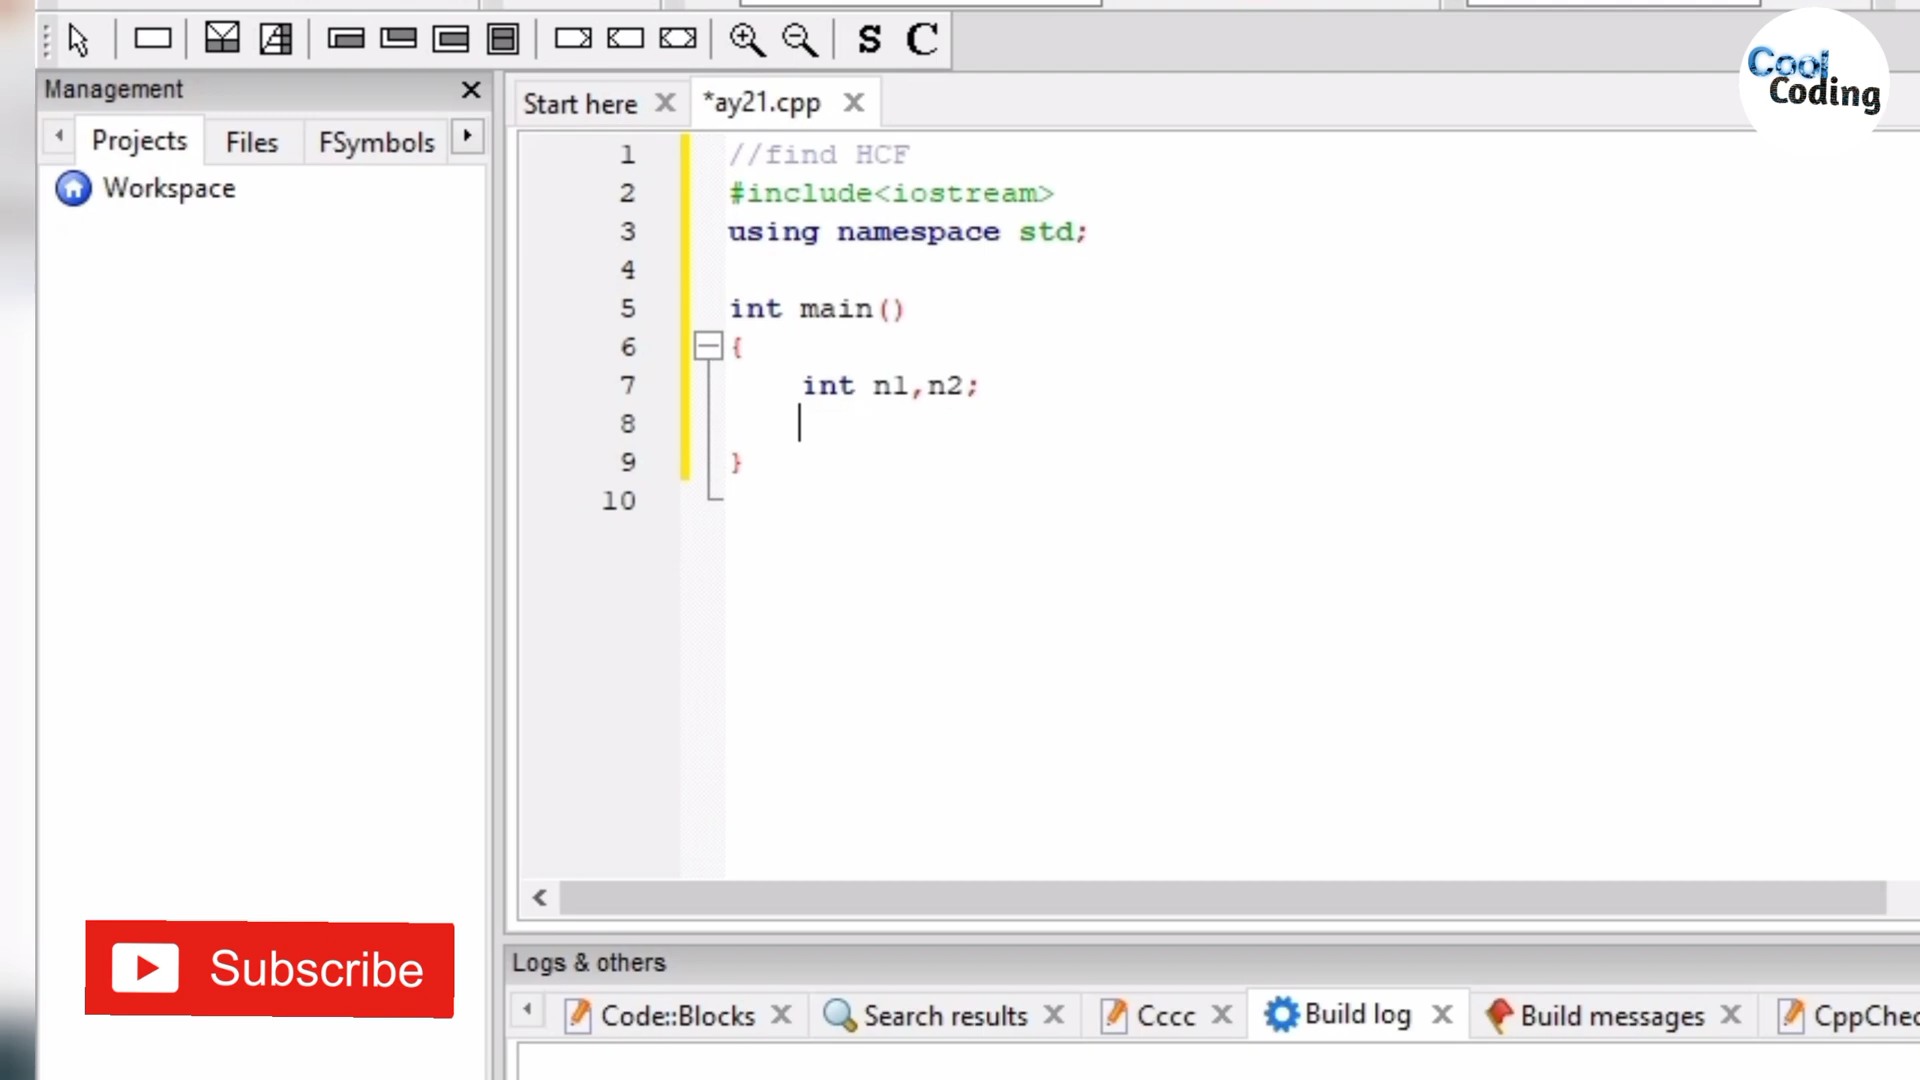 S C
Cool
Coding
Management
Projects Files FSymbols
Workspace
Start here *ay21.cpp
1 //find HCF
2 #include<iostream>
3 using namespace std;
4
5 int main()
6 {
7 int n1,n2;
8
9 }
10
Subscribe
Logs & others
Code::Blocks Search results Cccc Build log Build messages CppChec